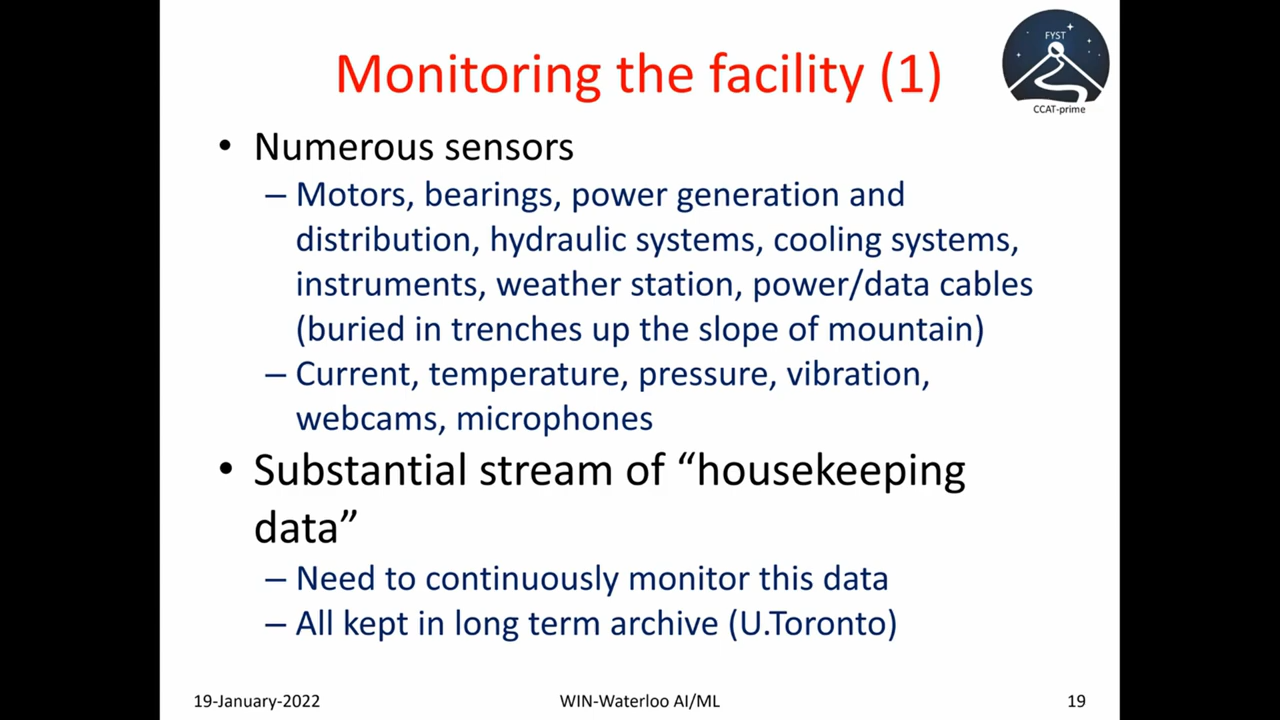 Monitoring the facility (1)
FYST
CCAT-prime
• Numerous sensors
– Motors, bearings, power generation and
distribution, hydraulic systems, cooling systems,
instruments, weather station, power/data cables
(buried in trenches up the slope of mountain)
– Current, temperature, pressure, vibration,
webcams, microphones
• Substantial stream of “housekeeping
data”
– Need to continuously monitor this data
– All kept in long term archive (U.Toronto)
19-January-2022
WIN-Waterloo AI/ML
19